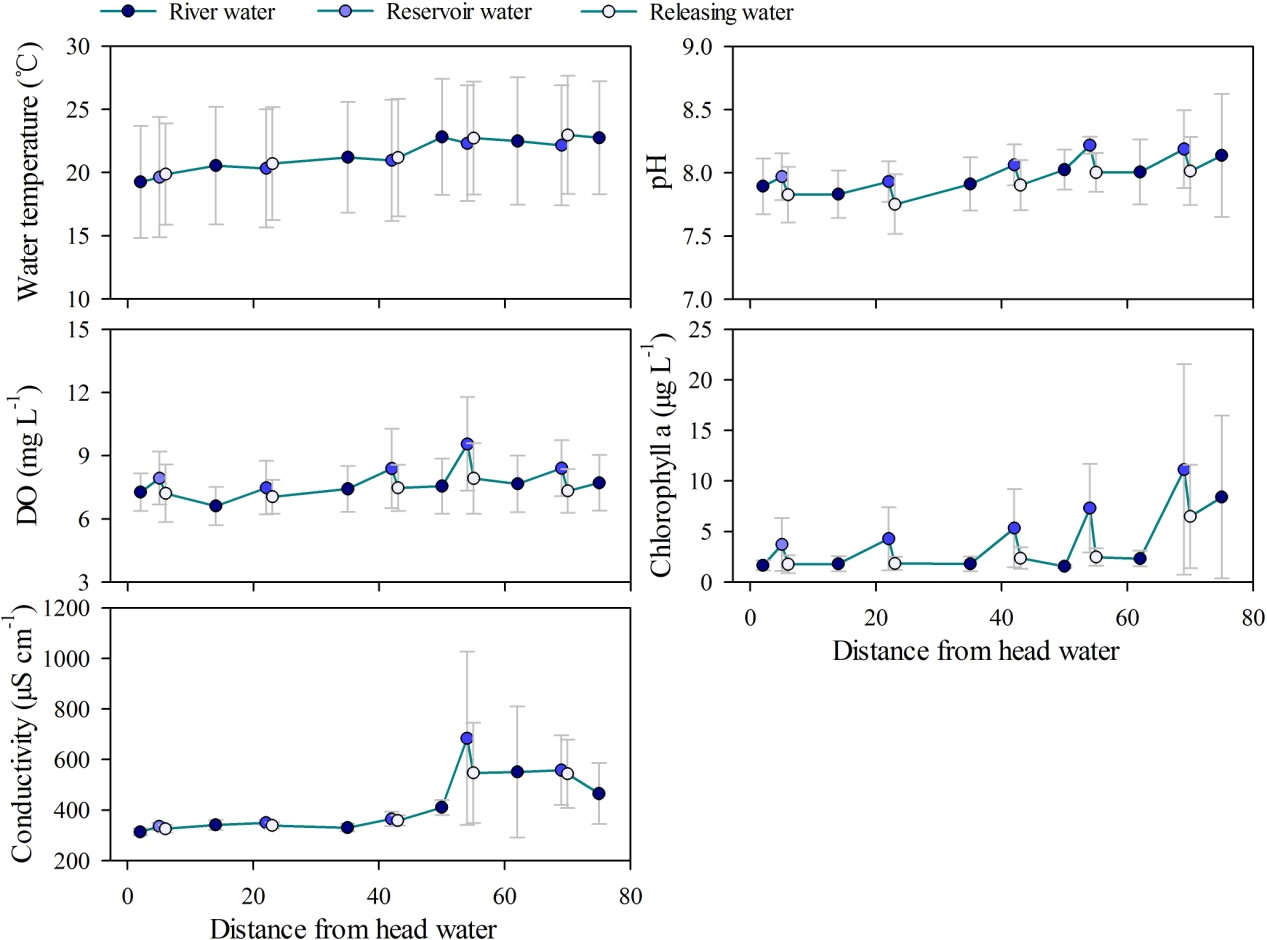 River water Reservoir water Releasing water
Water temperature (℃)
30
25
20
15
10
pH
9.0
8.5
8.0
7.5
7.0
DO (mg L⁻¹)
15
12
9
6
3
Chlorophyll a (μg L⁻¹)
25
20
15
10
5
0
0 20 40 60 80
Distance from head water
Conductivity (μS cm⁻¹)
1200
1000
800
600
400
200
0 20 40 60 80
Distance from head water